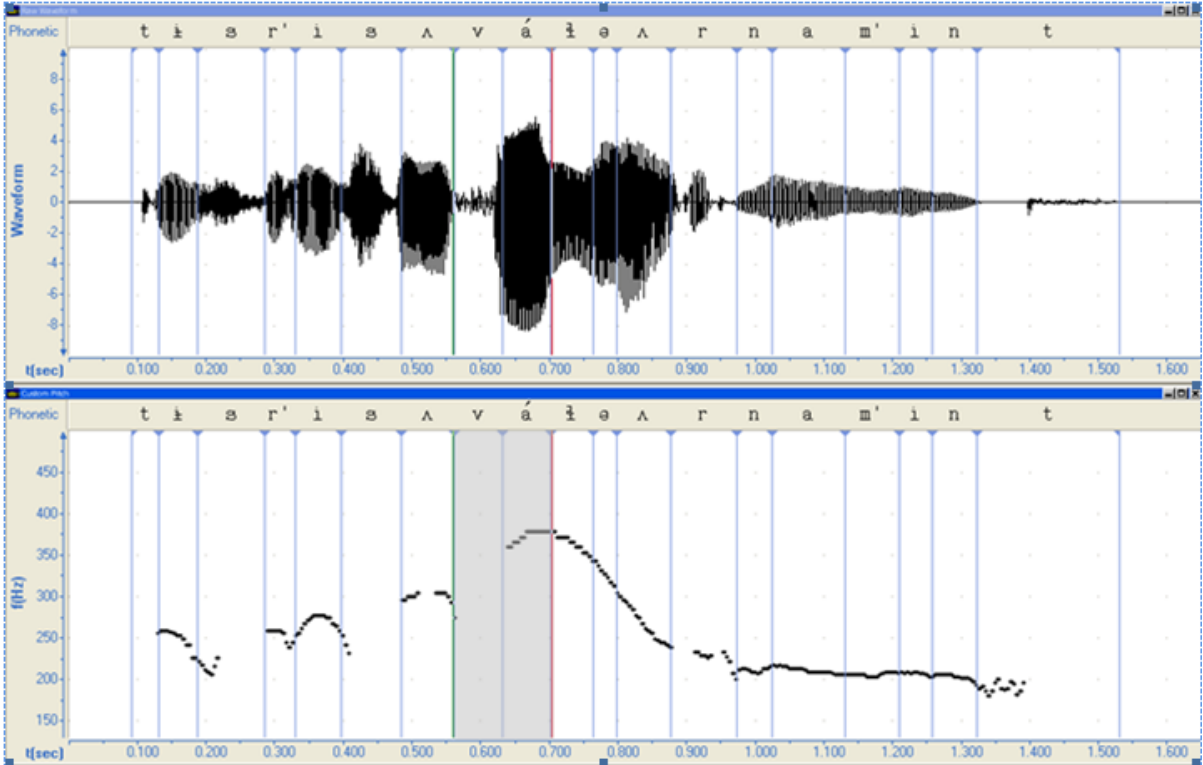 Raw Waveform
Phonetic t ɨ s r' i s ʌ v á ɫ ə ʌ r n a m' i n t
8
6
4
2
0
-2
-4
-6
-8
Waveform
t(sec) 0.100 0.200 0.300 0.400 0.500 0.600 0.700 0.800 0.900 1.000 1.100 1.200 1.300 1.400 1.500 1.600
Custom Pitch
Phonetic t ɨ s r' i s ʌ v á ɫ ə ʌ r n a m' i n t
450
400
350
300
250
200
150
f(Hz)
t(sec) 0.100 0.200 0.300 0.400 0.500 0.600 0.700 0.800 0.900 1.000 1.100 1.200 1.300 1.400 1.500 1.600